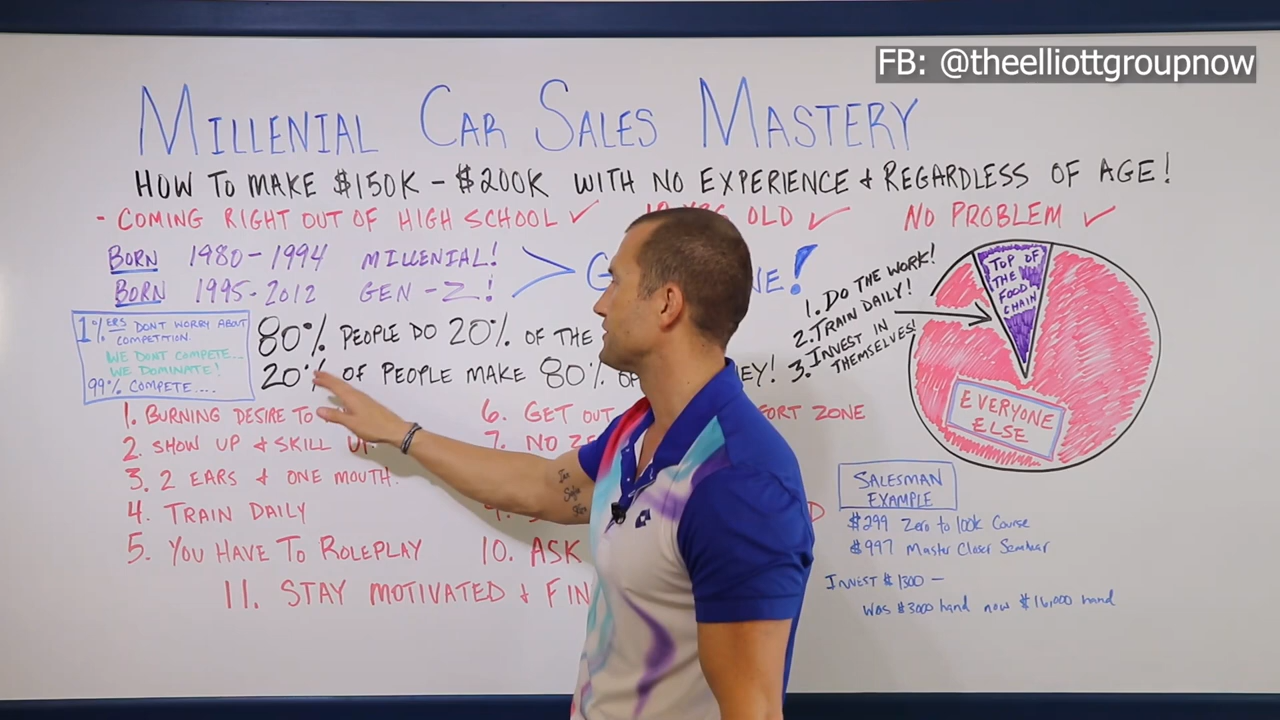 FB: @theelliottgroupnow
MILLENIAL CAR SALES MASTERY
HOW TO MAKE $150K - $200K WITH NO EXPERIENCE & REGARDLESS OF AGE!
- COMING RIGHT OUT OF HIGH SCHOOL ✓ OLD ✓ NO PROBLEM ✓
BORN 1980-1994 MILLENIAL!
BORN 1995-2012 GEN-Z!
1%ERS DONT WORRY ABOUT
COMPETITION.
WE DONT COMPETE...
WE DOMINATE!
99% COMPETE....
80% PEOPLE DO 20% OF THE
20% OF PEOPLE MAKE 80%
1. BURNING DESIRE TO
2. SHOW UP & SKILL UP
3. 2 EARS & ONE MOUTH.
4. TRAIN DAILY
5. YOU HAVE TO ROLEPLAY
6. GET OUT ZONE
7. NO
10. ASK
11. STAY MOTIVATED &
1. DO THE WORK!
2. TRAIN DAILY!
3. INVEST IN
THEMSELVES!
TOP OF
THE
FOOD
CHAIN
EVERYONE
ELSE
SALESMAN
EXAMPLE
$299 Zero to 100k Course
$997 Master Closer Seminar
INVEST $1300 -
Was $3000 hand now $16,000 hand